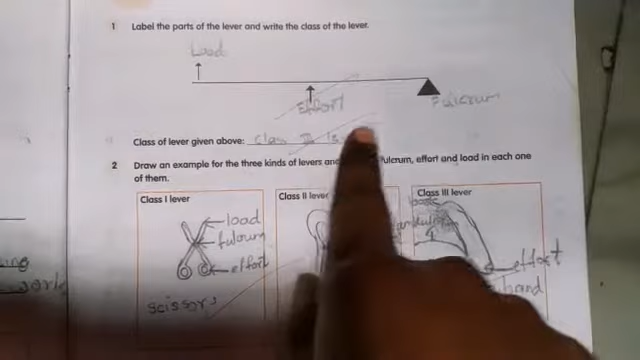 1 Label the parts of the lever and write the class of the lever.
Load
Effort
Fulcrum
Class of lever given above: class
2 Draw an example for the three kinds of levers and fulcrum, effort and load in each one
of them.
Class I lever
Class II lever
Class III lever
load
fulcrum
effort
effort
hand
scissors